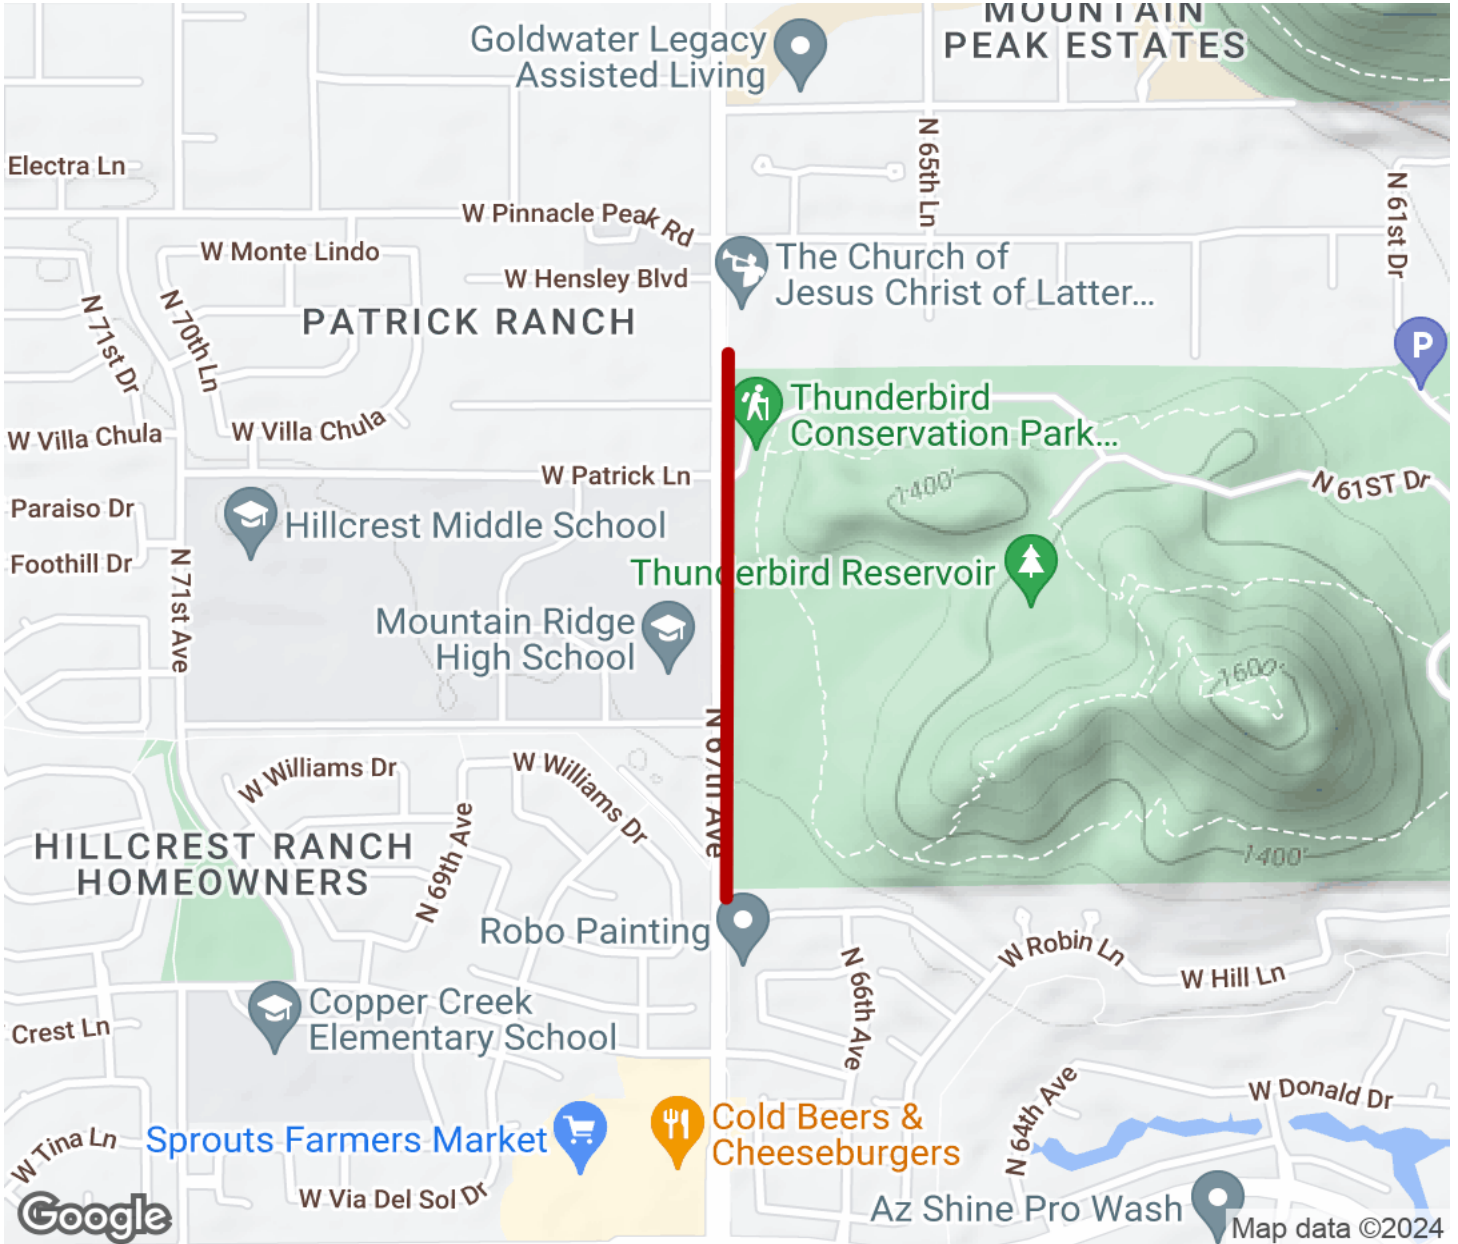 MOUNTAIN
PEAK ESTATES
Goldwater Legacy
Assisted Living
N 65th Ln
Electra Ln
N 61st Dr
W Pinnacle Peak Rd
W Monte Lindo
The Church of
Jesus Christ of Latter...
W Hensley Blvd
N 71st Dr
N 70th Ln
PATRICK RANCH
P
Thunderbird
Conservation Park...
W Villa Chula
W Villa Chula
W Patrick Ln
1400'
N 61ST Dr
Paraiso Dr
Hillcrest Middle School
Foothill Dr
N 71st Ave
Thunderbird Reservoir
Mountain Ridge
High School
1600'
N 67th Ave
W Williams Dr
W Williams Dr
HILLCREST RANCH
HOMEOWNERS
N 69th Ave
1400'
Robo Painting
N 66th Ave
W Robin Ln
W Hill Ln
Copper Creek
Elementary School
Crest Ln
N 64th Ave
W Donald Dr
Cold Beers &
Cheeseburgers
Sprouts Farmers Market
W Tina Ln
W Via Del Sol Dr
Az Shine Pro Wash
Google
Map data ©2024